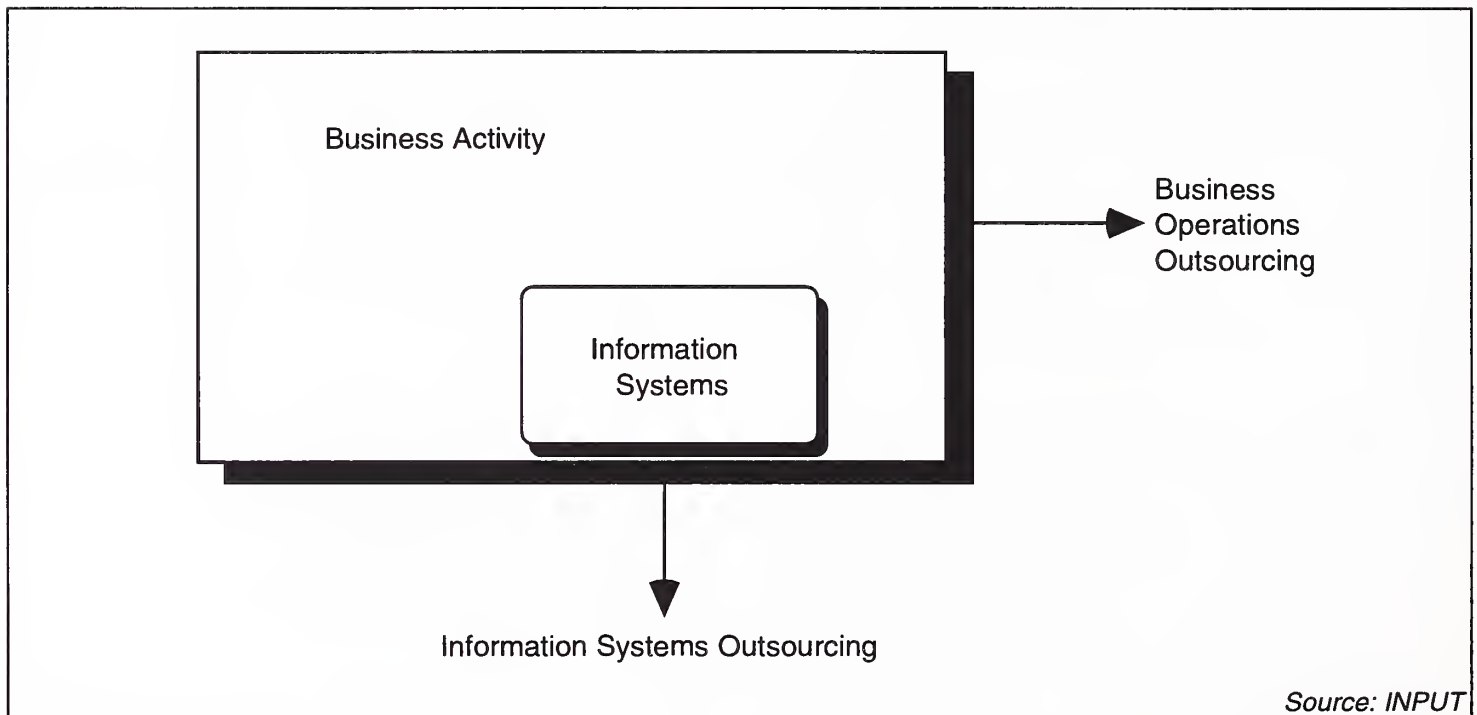 Business Activity
Business
Operations
Outsourcing
Information
Systems
Information Systems Outsourcing
Source: INPUT